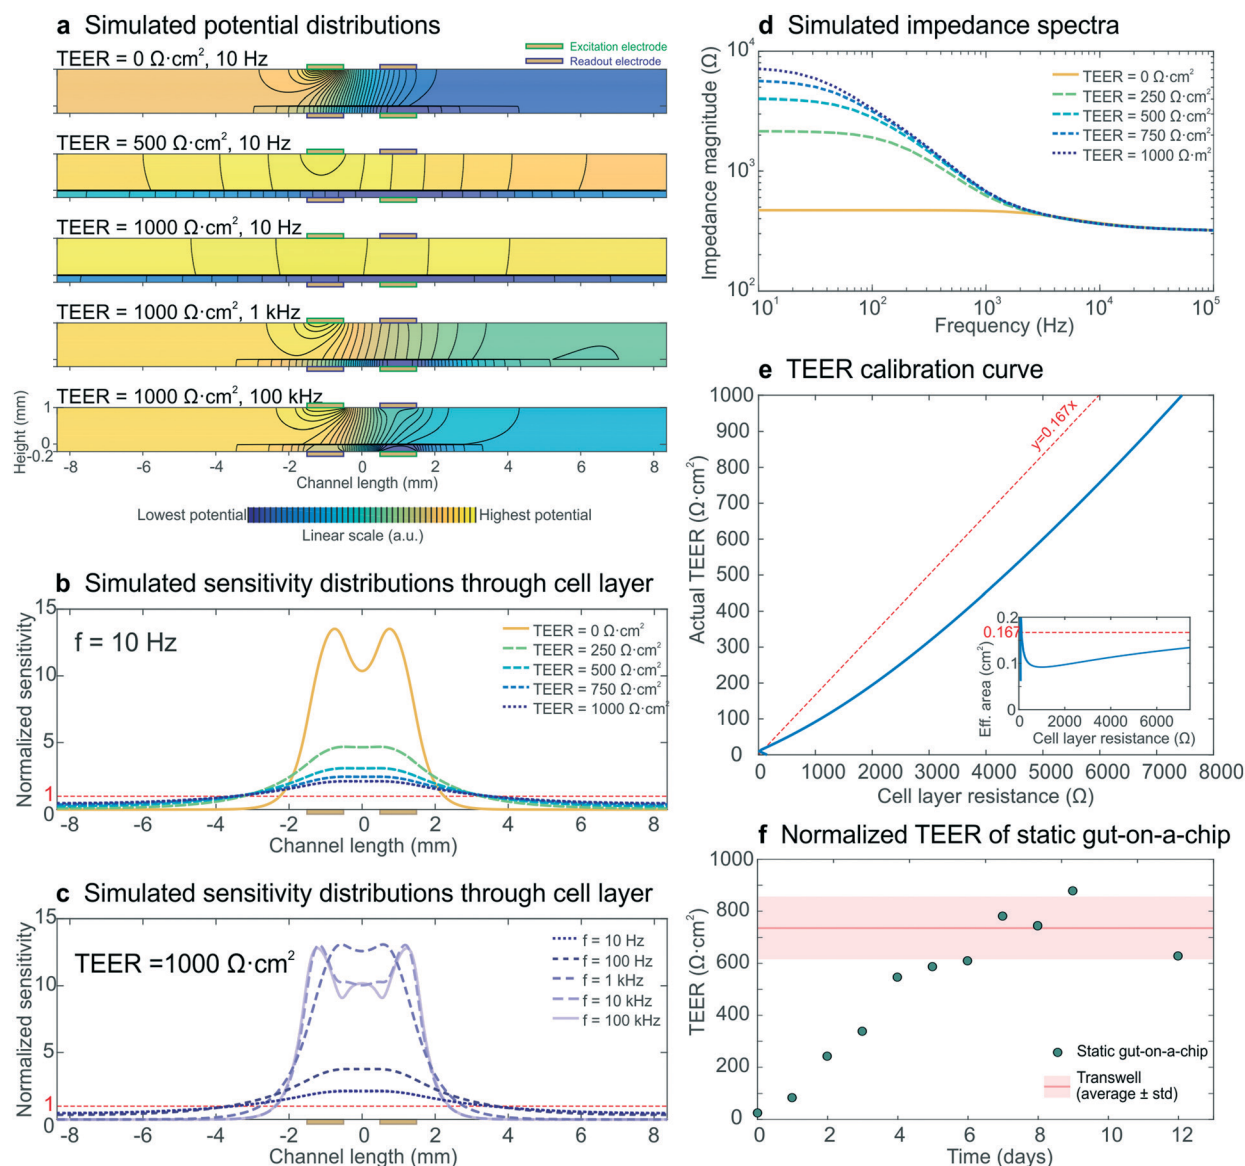 a Simulated potential distributions
TEER = 0 Ω·cm², 10 Hz
Excitation electrode
Readout electrode
TEER = 500 Ω·cm², 10 Hz
TEER = 1000 Ω·cm², 10 Hz
TEER = 1000 Ω·cm², 1 kHz
TEER = 1000 Ω·cm², 100 kHz
Height (mm)
1
0
-0.2
-8 -6 -4 -2 0 2 4 6 8
Channel length (mm)
Lowest potential
Highest potential
Linear scale (a.u.)
b Simulated sensitivity distributions through cell layer
f = 10 Hz
Normalized sensitivity
15
10
5
1
0
TEER = 0 Ω·cm²
TEER = 250 Ω·cm²
TEER = 500 Ω·cm²
TEER = 750 Ω·cm²
TEER = 1000 Ω·cm²
-8 -6 -4 -2 0 2 4 6 8
Channel length (mm)
c Simulated sensitivity distributions through cell layer
TEER =1000 Ω·cm²
Normalized sensitivity
15
10
5
1
0
f = 10 Hz
f = 100 Hz
f = 1 kHz
f = 10 kHz
f = 100 kHz
-8 -6 -4 -2 0 2 4 6 8
Channel length (mm)
d Simulated impedance spectra
Impedance magnitude (Ω)
10⁴
10³
10²
TEER = 0 Ω·cm²
TEER = 250 Ω·cm²
TEER = 500 Ω·cm²
TEER = 750 Ω·cm²
TEER = 1000 Ω·m²
10¹ 10² 10³ 10⁴ 10⁵
Frequency (Hz)
e TEER calibration curve
Actual TEER (Ω·cm²)
1000
900
800
700
600
500
400
300
200
100
0
y=0.167x
Eff. area (cm²)
0.2
0.167
0.1
0
0 2000 4000 6000
Cell layer resistance (Ω)
0 1000 2000 3000 4000 5000 6000 7000 8000
Cell layer resistance (Ω)
f Normalized TEER of static gut-on-a-chip
TEER (Ω·cm²)
1000
800
600
400
200
0
Static gut-on-a-chip
Transwell
(average ± std)
0 2 4 6 8 10 12
Time (days)